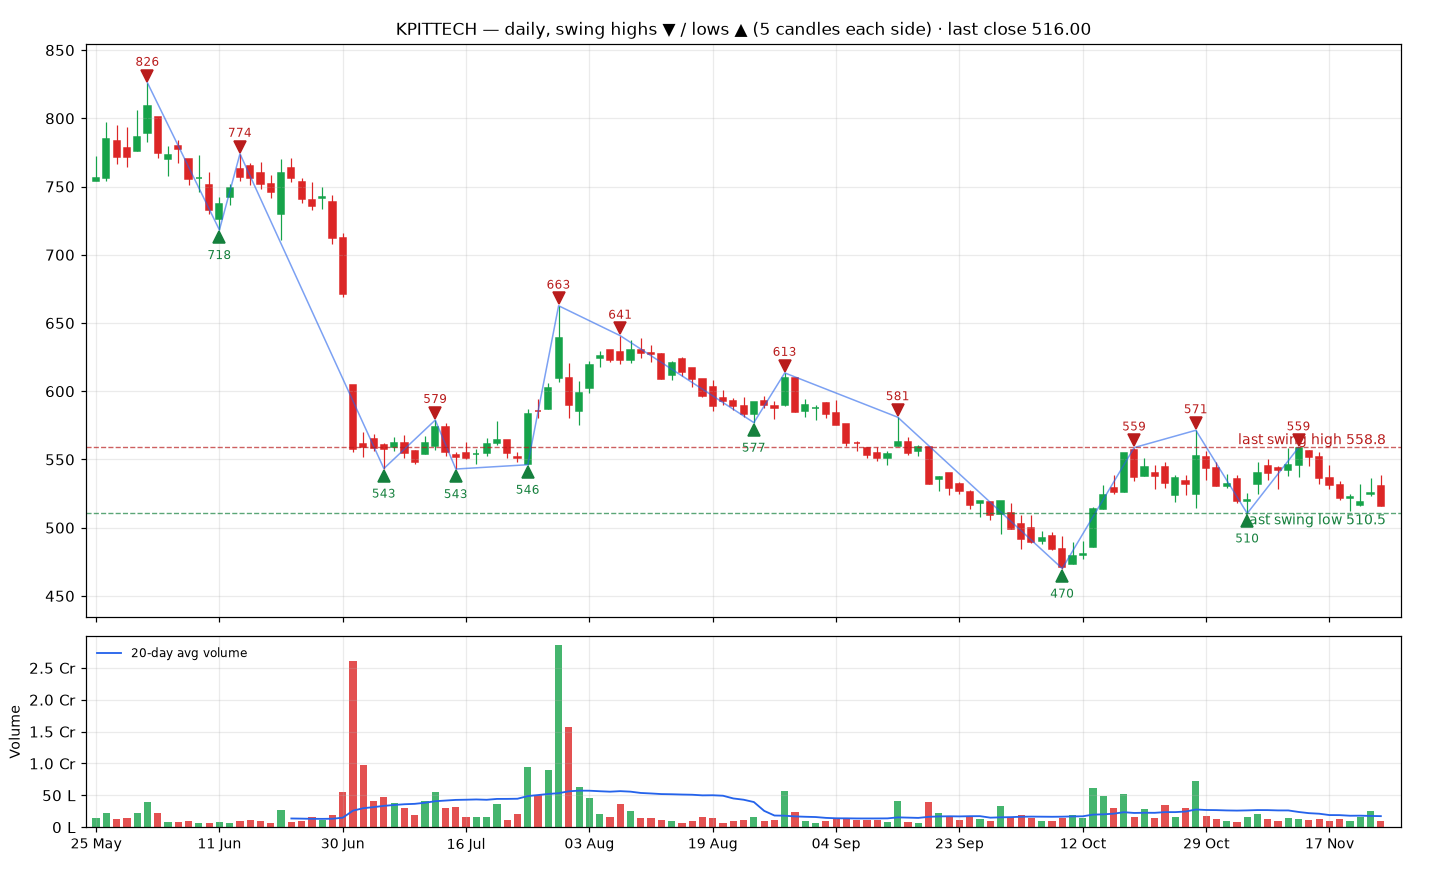 KPITTECH — daily, swing highs ▼ / lows ▲ (5 candles each side) · last close 516.00
850
800
750
700
650
600
550
500
450
826
774
718
663
641
613
579
581
577
571
559
559
543
543
546
510
470
last swing high 558.8
last swing low 510.5
Volume
20-day avg volume
2.5 Cr
2.0 Cr
1.5 Cr
1.0 Cr
50 L
0 L
25 May
11 Jun
30 Jun
16 Jul
03 Aug
19 Aug
04 Sep
23 Sep
12 Oct
29 Oct
17 Nov